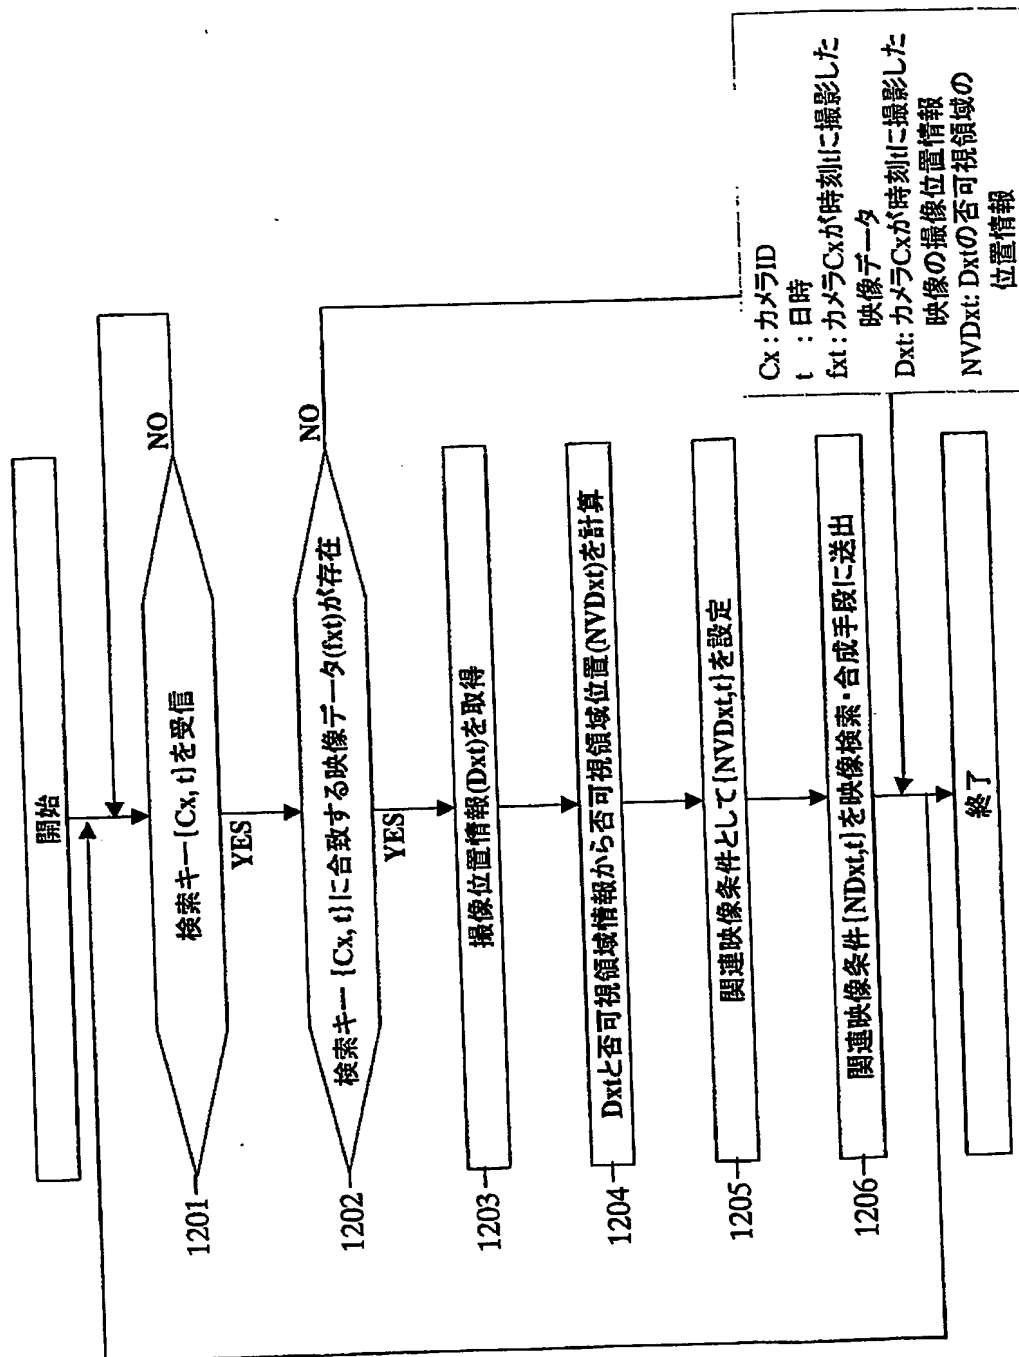 開始
検索キー{Cx, t}を受信
NO
YES
1201
検索キー{Cx, t}に合致する映像データ(fxt)が存在
NO
YES
1202
撮像位置情報(Dxt)を取得
1203
Dxtと否可視領域情報から否可視領域位置(NVDxt)を計算
1204
関連映像条件として{NVDxt,t}を設定
1205
関連映像条件{NDxt,t}を映像検索・合成手段に送出
1206
終了
Cx : カメラID
t : 日時
fxt : カメラCxが時刻tに撮影した
映像データ
Dxt: カメラCxが時刻tに撮影した
映像の撮像位置情報
NVDxt: Dxtの否可視領域の
位置情報